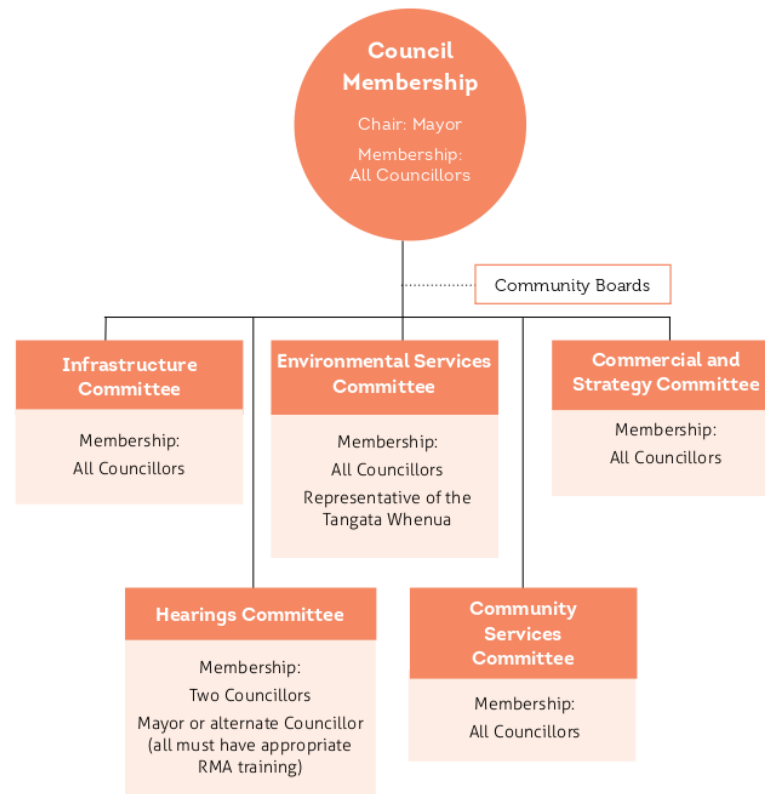 Council
Membership
Chair: Mayor
Membership:
All Councillors
Community Boards
Infrastructure
Committee
Membership:
All Councillors
Environmental Services
Committee
Membership:
All Councillors
Representative of the
Tangata Whenua
Commercial and
Strategy Committee
Membership:
All Councillors
Hearings Committee
Membership:
Two Councillors
Mayor or alternate Councillor
(all must have appropriate
RMA training)
Community
Services
Committee
Membership:
All Councillors